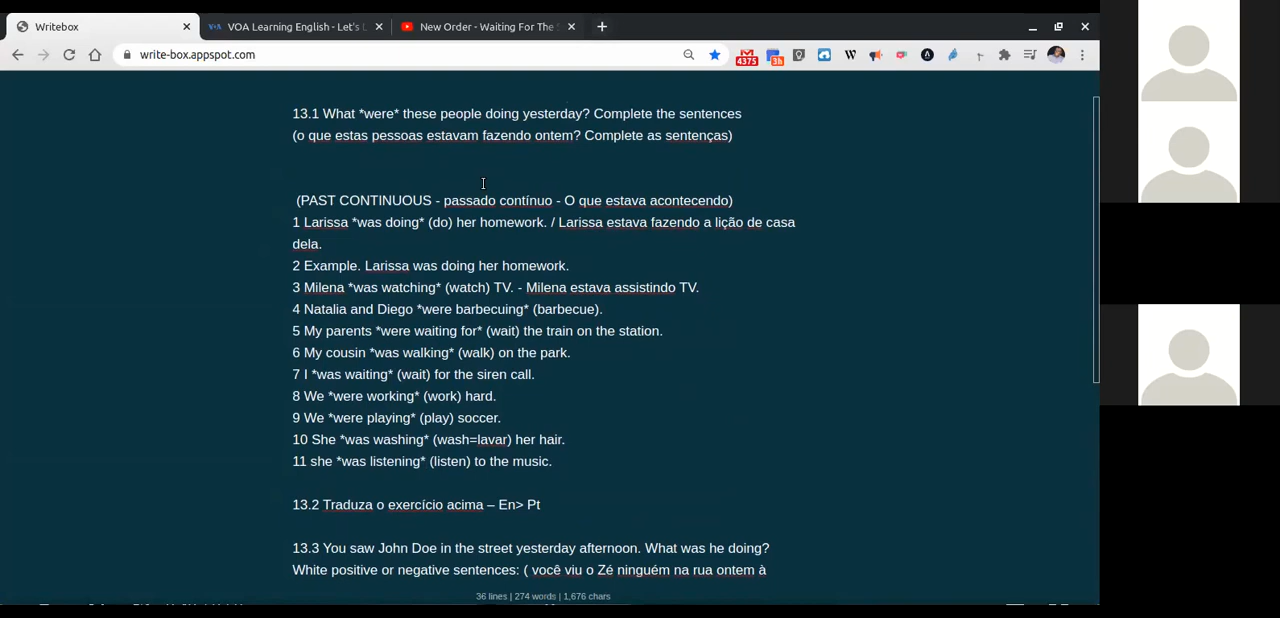 Writebox
VOA Learning English - Let's L
New Order - Waiting For The S
write-box.appspot.com
4375
3b
W
13.1 What *were* these people doing yesterday? Complete the sentences
(o que estas pessoas estavam fazendo ontem? Complete as sentenças)
(PAST CONTINUOUS - passado contínuo - O que estava acontecendo)
1 Larissa *was doing* (do) her homework. / Larissa estava fazendo a lição de casa
dela.
2 Example. Larissa was doing her homework.
3 Milena *was watching* (watch) TV. - Milena estava assistindo TV.
4 Natalia and Diego *were barbecuing* (barbecue).
5 My parents *were waiting for* (wait) the train on the station.
6 My cousin *was walking* (walk) on the park.
7 I *was waiting* (wait) for the siren call.
8 We *were working* (work) hard.
9 We *were playing* (play) soccer.
10 She *was washing* (wash=lavar) her hair.
11 she *was listening* (listen) to the music.
13.2 Traduza o exercício acima – En> Pt
13.3 You saw John Doe in the street yesterday afternoon. What was he doing?
White positive or negative sentences: ( você viu o Zé ninguém na rua ontem à
36 lines | 274 words | 1,676 chars